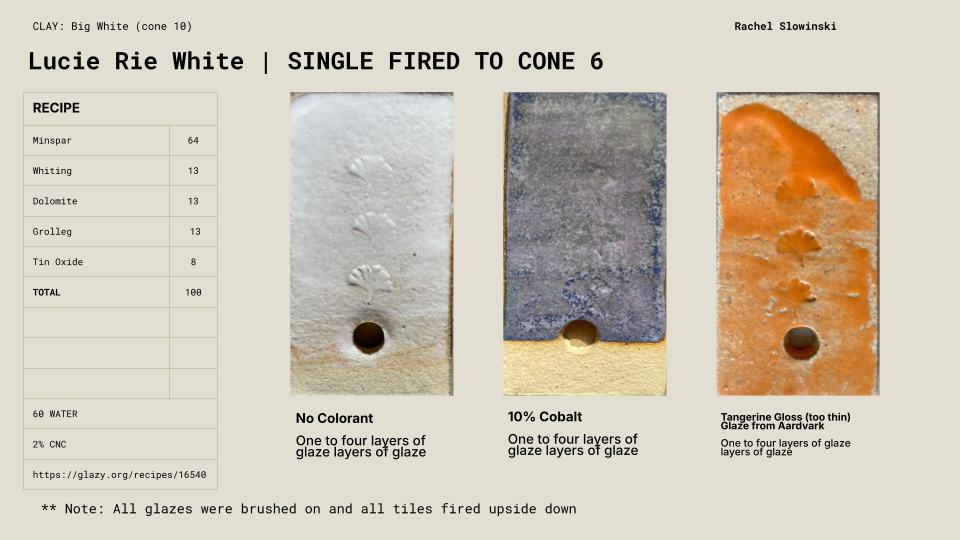 CLAY: Big White (cone 10)
Rachel Slowinski
Lucie Rie White | SINGLE FIRED TO CONE 6
RECIPE
Minspar 64
Whiting 13
Dolomite 13
Grolleg 13
Tin Oxide 8
TOTAL 100
60 WATER
2% CNC
https://glazy.org/recipes/16540
No Colorant
One to four layers of
glaze layers of glaze
10% Cobalt
One to four layers of
glaze layers of glaze
Tangerine Gloss (too thin)
Glaze from Aardvark
One to four layers of glaze
layers of glaze
** Note: All glazes were brushed on and all tiles fired upside down